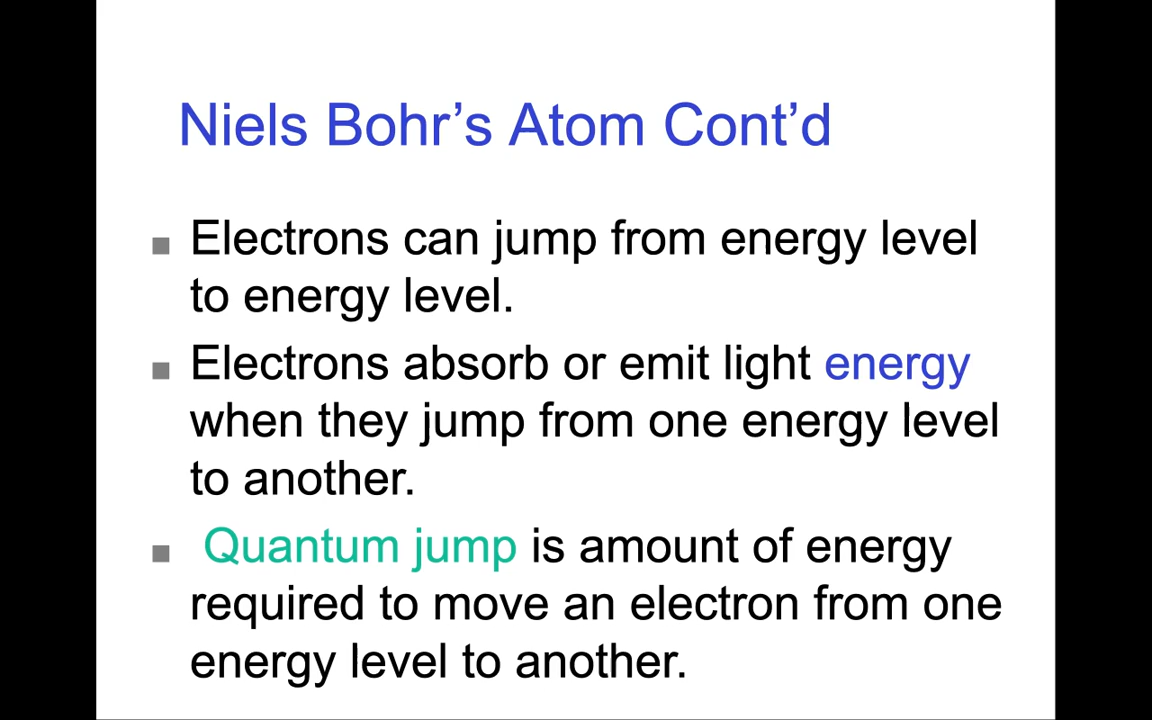 Niels Bohr’s Atom Cont’d
■ Electrons can jump from energy level
to energy level.
■ Electrons absorb or emit light energy
when they jump from one energy level
to another.
■ Quantum jump is amount of energy
required to move an electron from one
energy level to another.